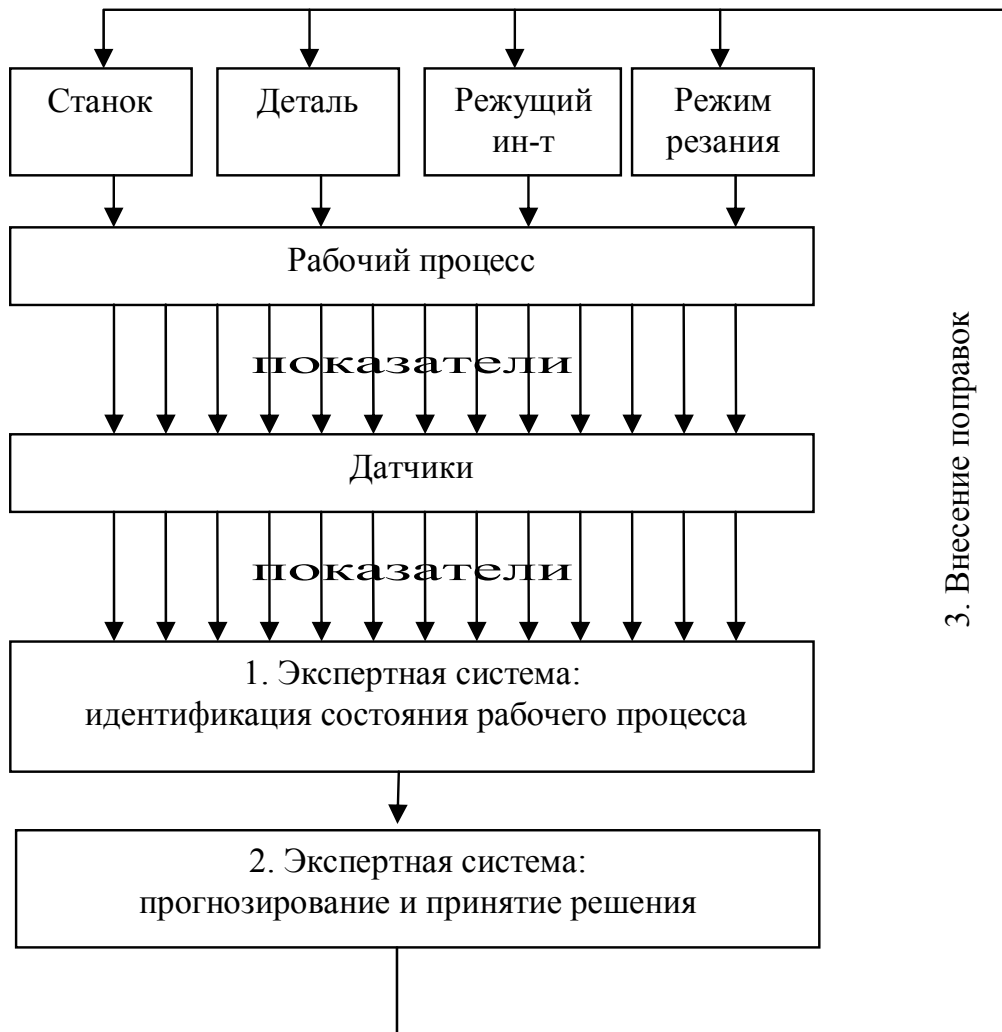 Станок
Деталь
Режущий
ин-т
Режим
резания
Рабочий процесс
показатели
Датчики
показатели
1. Экспертная система:
идентификация состояния рабочего процесса
2. Экспертная система:
прогнозирование и принятие решения
3. Внесение поправок